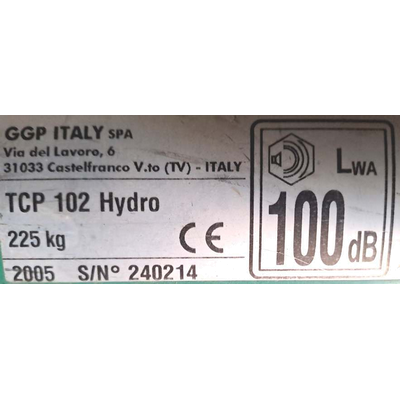 GGP ITALY SPA
Via del Lavoro, 6
31033 Castelfranco V.to (TV) - ITALY
TCP 102 Hydro
225 kg CE
2005 S/N° 240214
LWA
100 dB